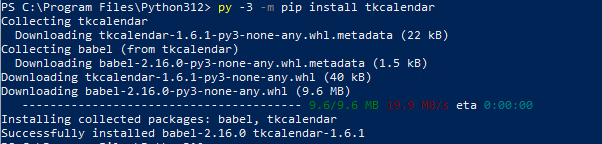 PS C:\Program Files\Python312> py -3 -m pip install tkcalendar
Collecting tkcalendar
  Downloading tkcalendar-1.6.1-py3-none-any.whl.metadata (22 kB)
Collecting babel (from tkcalendar)
  Downloading babel-2.16.0-py3-none-any.whl.metadata (1.5 kB)
Downloading tkcalendar-1.6.1-py3-none-any.whl (40 kB)
Downloading babel-2.16.0-py3-none-any.whl (9.6 MB)
   ---------------------------------------- 9.6/9.6 MB 19.9 MB/s eta 0:00:00
Installing collected packages: babel, tkcalendar
Successfully installed babel-2.16.0 tkcalendar-1.6.1